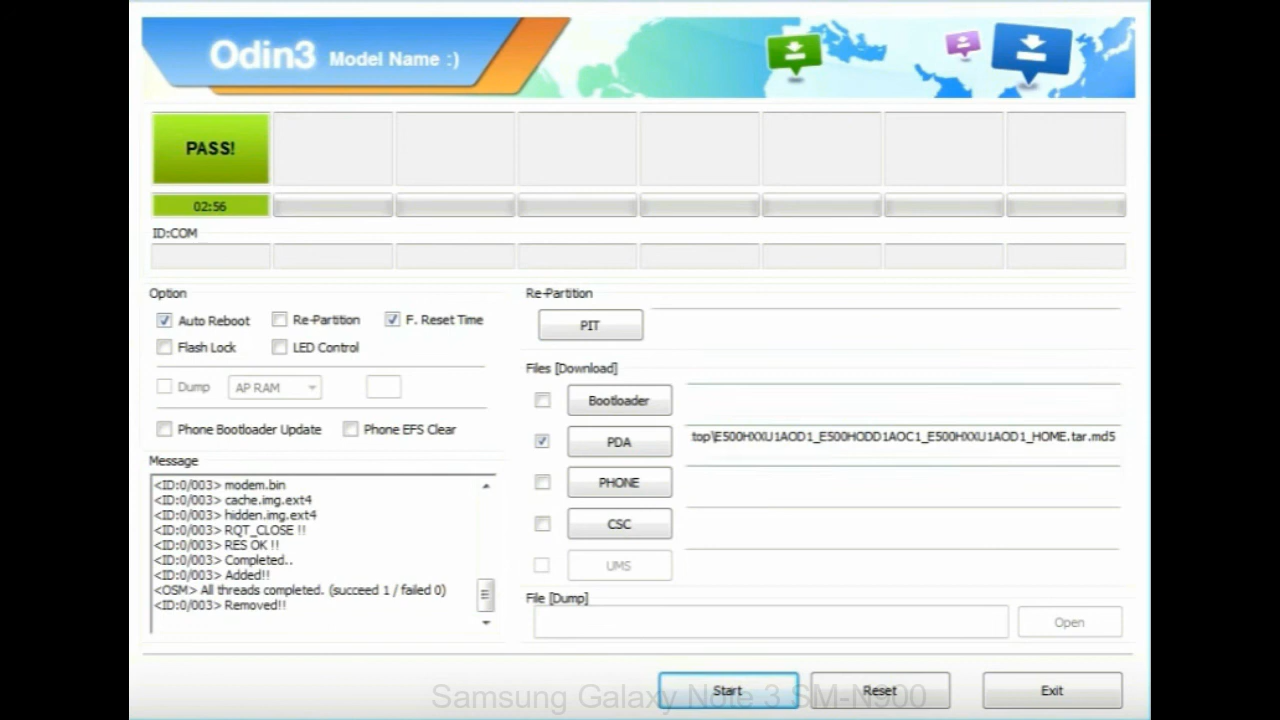 Odin3 Model Name :)
PASS!
02:56
ID:COM
Option
Auto Reboot Re-Partition F. Reset Time
Flash Lock LED Control
Dump AP RAM
Phone Bootloader Update Phone EFS Clear
Message
<ID:0/003> modem.bin
<ID:0/003> cache.img.ext4
<ID:0/003> hidden.img.ext4
<ID:0/003> RQT_CLOSE !!
<ID:0/003> RES OK !!
<ID:0/003> Completed..
<ID:0/003> Added!!
<OSM> All threads completed. (succeed 1 / failed 0)
<ID:0/003> Removed!!
Re-Partition
PIT
Files [Download]
Bootloader
PDA top\E500HXXU1AOD1_E500HODD1AOC1_E500HXXU1AOD1_HOME.tar.md5
PHONE
CSC
UMS
File [Dump]
Open
Start Reset Exit
Samsung Galaxy Note 3 SM-N900